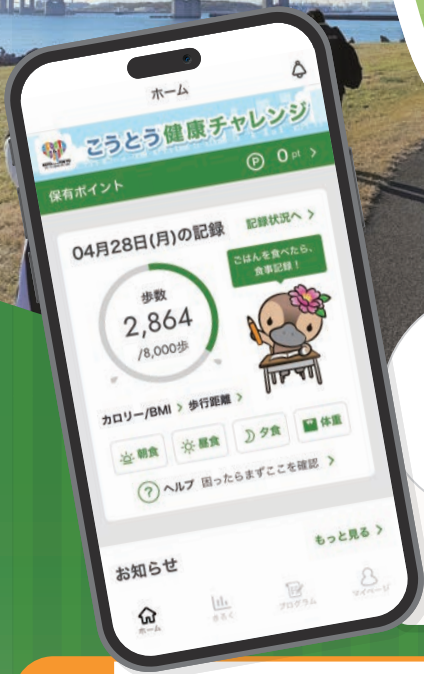 ホーム
こうとう健康チャレンジ
保有ポイント
P 0 pt >
04月28日(月)の記録
記録状況へ >
歩数
2,864
/8,000歩
ごはんを食べたら、
食事記録!
カロリー/BMI > 歩行距離 >
朝食 昼食 夕食 体重
? ヘルプ 困ったらまずここを確認 >
お知らせ
もっと見る >
ホーム
きろく
プログラム
マイページ